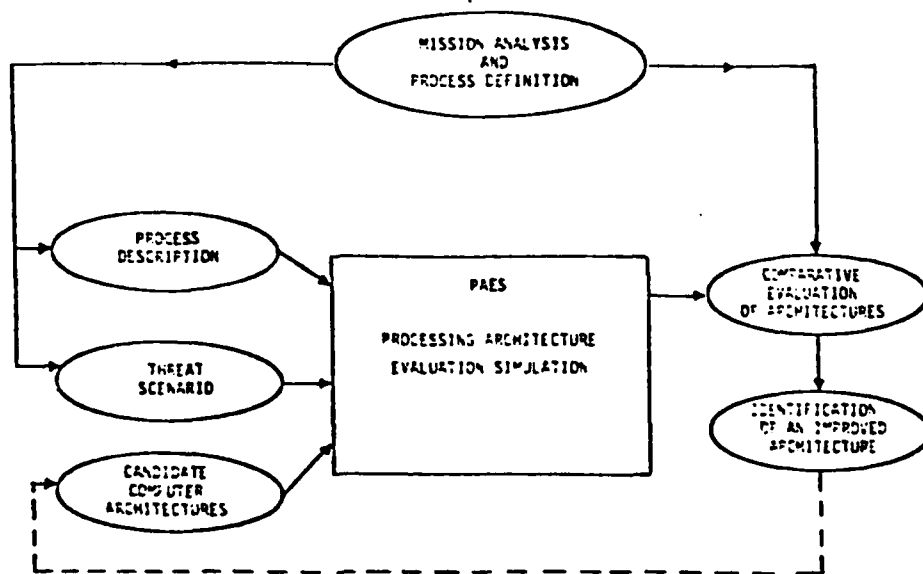 MISSION ANALYSIS
AND
PROCESS DEFINITION
PROCESS
DESCRIPTION
THREAT
SCENARIO
CANDIDATE
COMPUTER
ARCHITECTURES
PAES
PROCESSING ARCHITECTURE
EVALUATION SIMULATION
COMPARATIVE
EVALUATION
OF ARCHITECTURES
IDENTIFICATION
OF AN IMPROVED
ARCHITECTURE